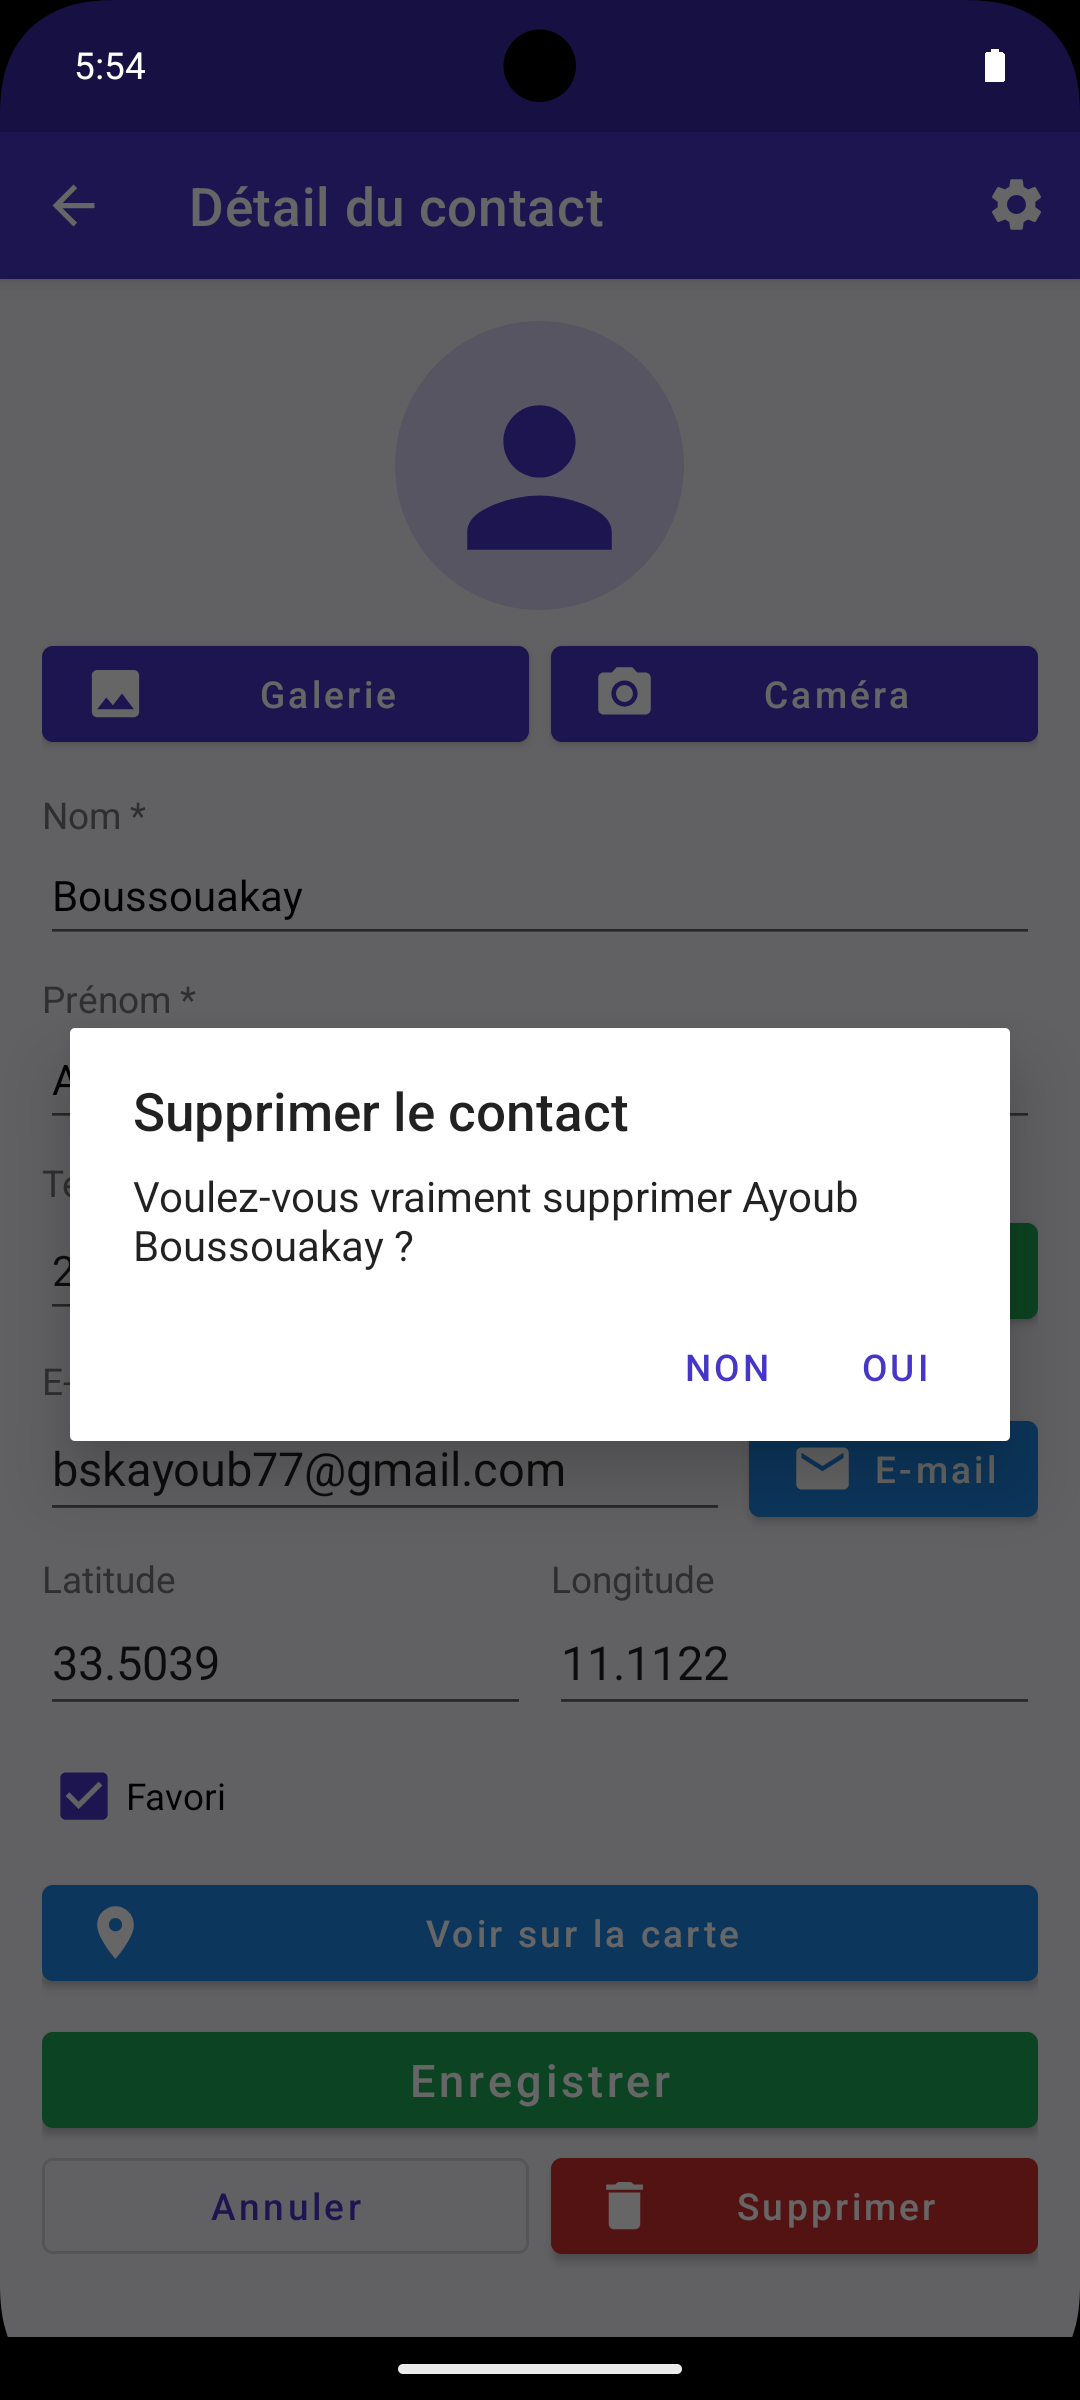 5:54
Détail du contact
Galerie
Caméra
Nom *
Boussouakay
Prénom *
Supprimer le contact
Voulez-vous vraiment supprimer Ayoub
Boussouakay ?
NON
OUI
bskayoub77@gmail.com
E-mail
Latitude
Longitude
33.5039
11.1122
Favori
Voir sur la carte
Enregistrer
Annuler
Supprimer